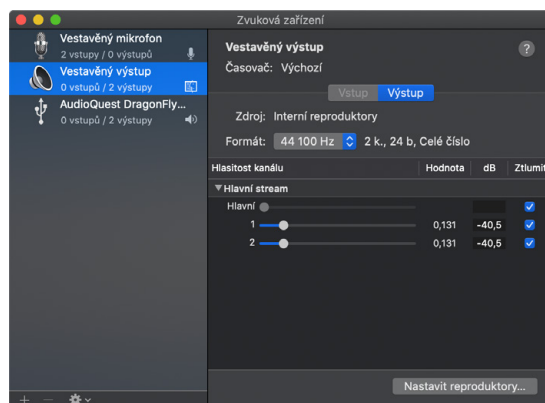 Zvuková zařízení
Vestavěný mikrofon
2 vstupy / 0 výstupů
Vestavěný výstup
0 vstupů / 2 výstupy
AudioQuest DragonFly...
0 vstupů / 2 výstupy
Vestavěný výstup
?
Časovač: Výchozí
Vstup Výstup
Zdroj: Interní reproduktory
Formát: 44 100 Hz 2 k., 24 b, Celé číslo
Hlasitost kanálu Hodnota dB Ztlumit
Hlavní stream
Hlavní
1 0,131 -40,5
2 0,131 -40,5
Nastavit reproduktory...